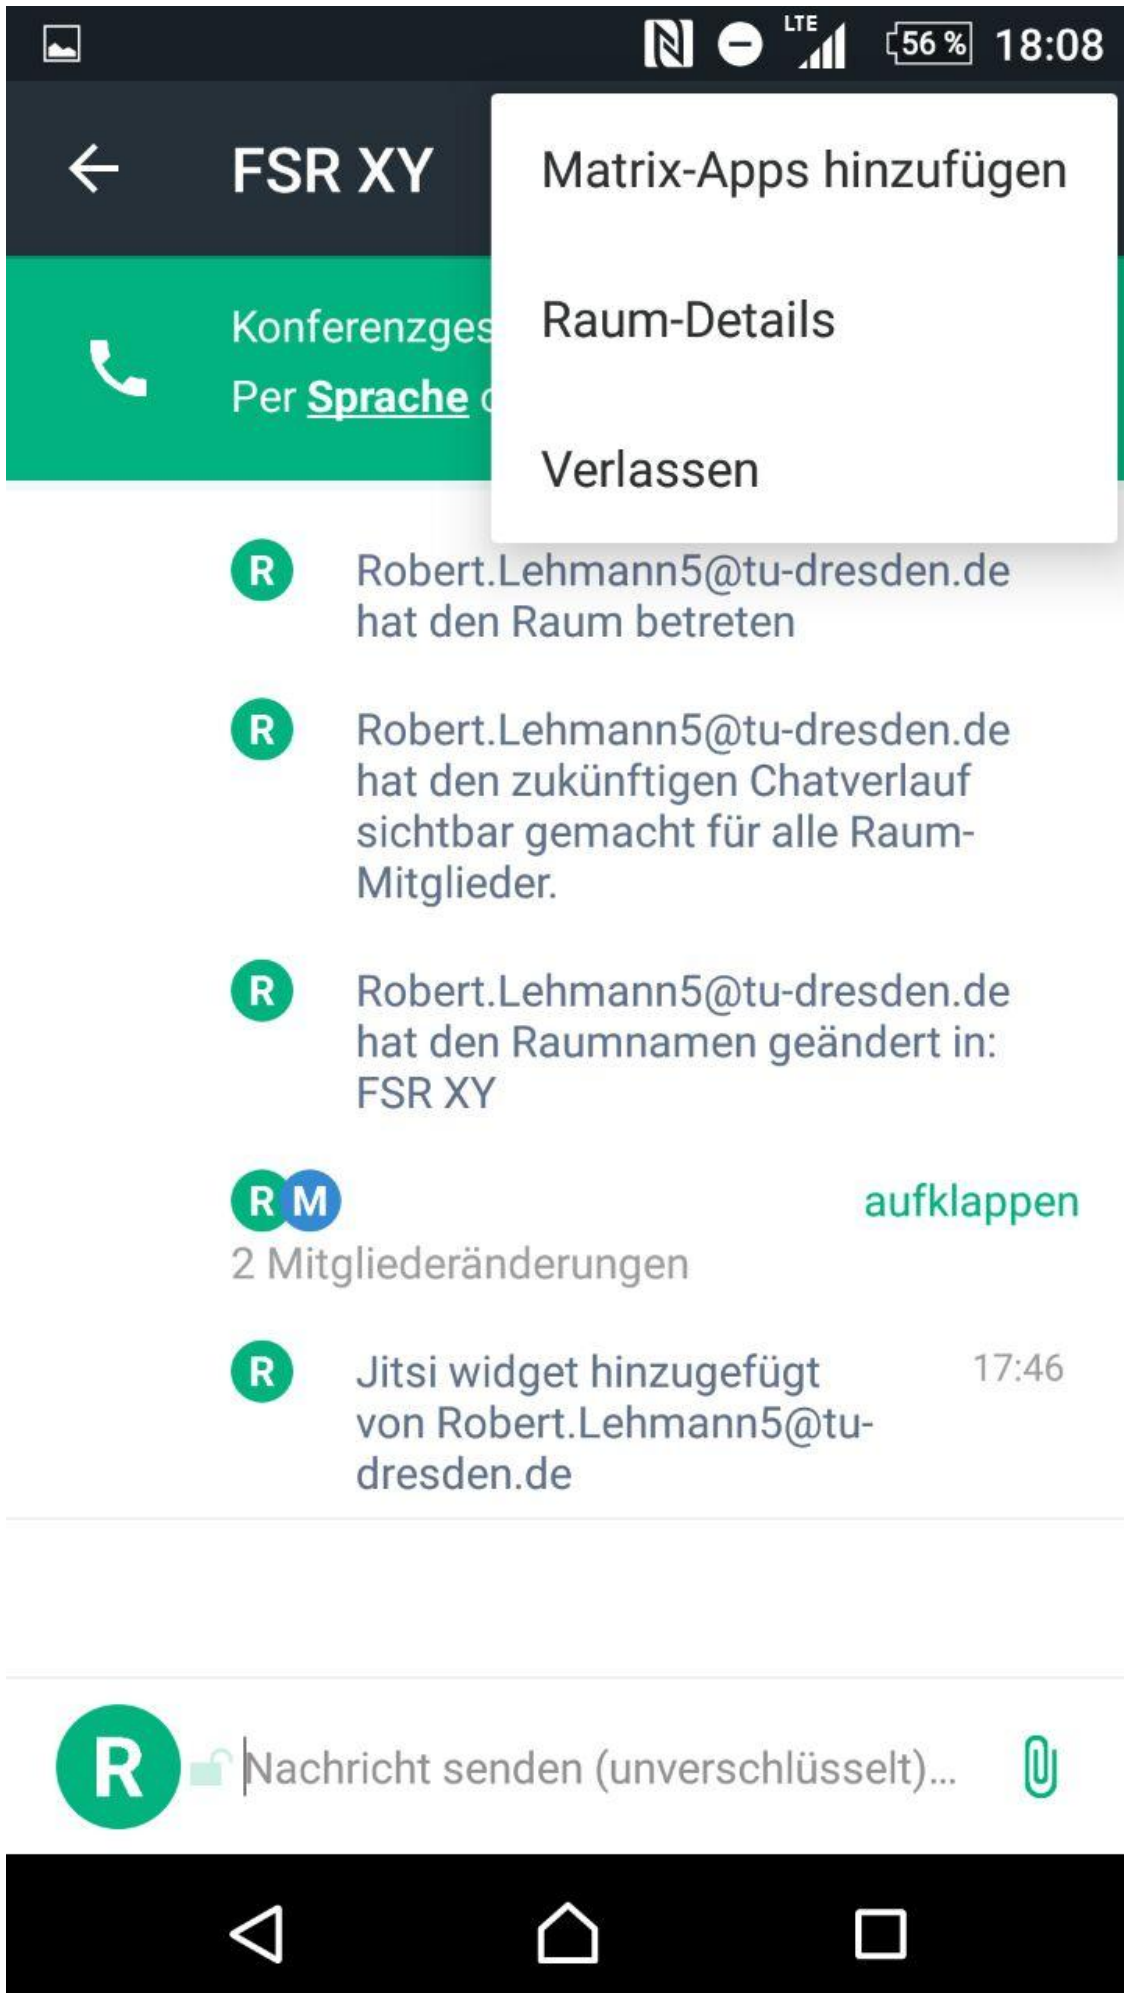 LTE
56 %
18:08
FSR XY
Matrix-Apps hinzufügen
Raum-Details
Verlassen
Per Sprache
R
Robert.Lehmann5@tu-dresden.de
hat den Raum betreten
R
Robert.Lehmann5@tu-dresden.de
hat den zukünftigen Chatverlauf
sichtbar gemacht für alle Raum-
Mitglieder.
R
Robert.Lehmann5@tu-dresden.de
hat den Raumnamen geändert in:
FSR XY
R M
aufklappen
2 Mitgliederänderungen
R
Jitsi widget hinzugefügt
17:46
von Robert.Lehmann5@tu-
dresden.de
R
Nachricht senden (unverschlüsselt)...